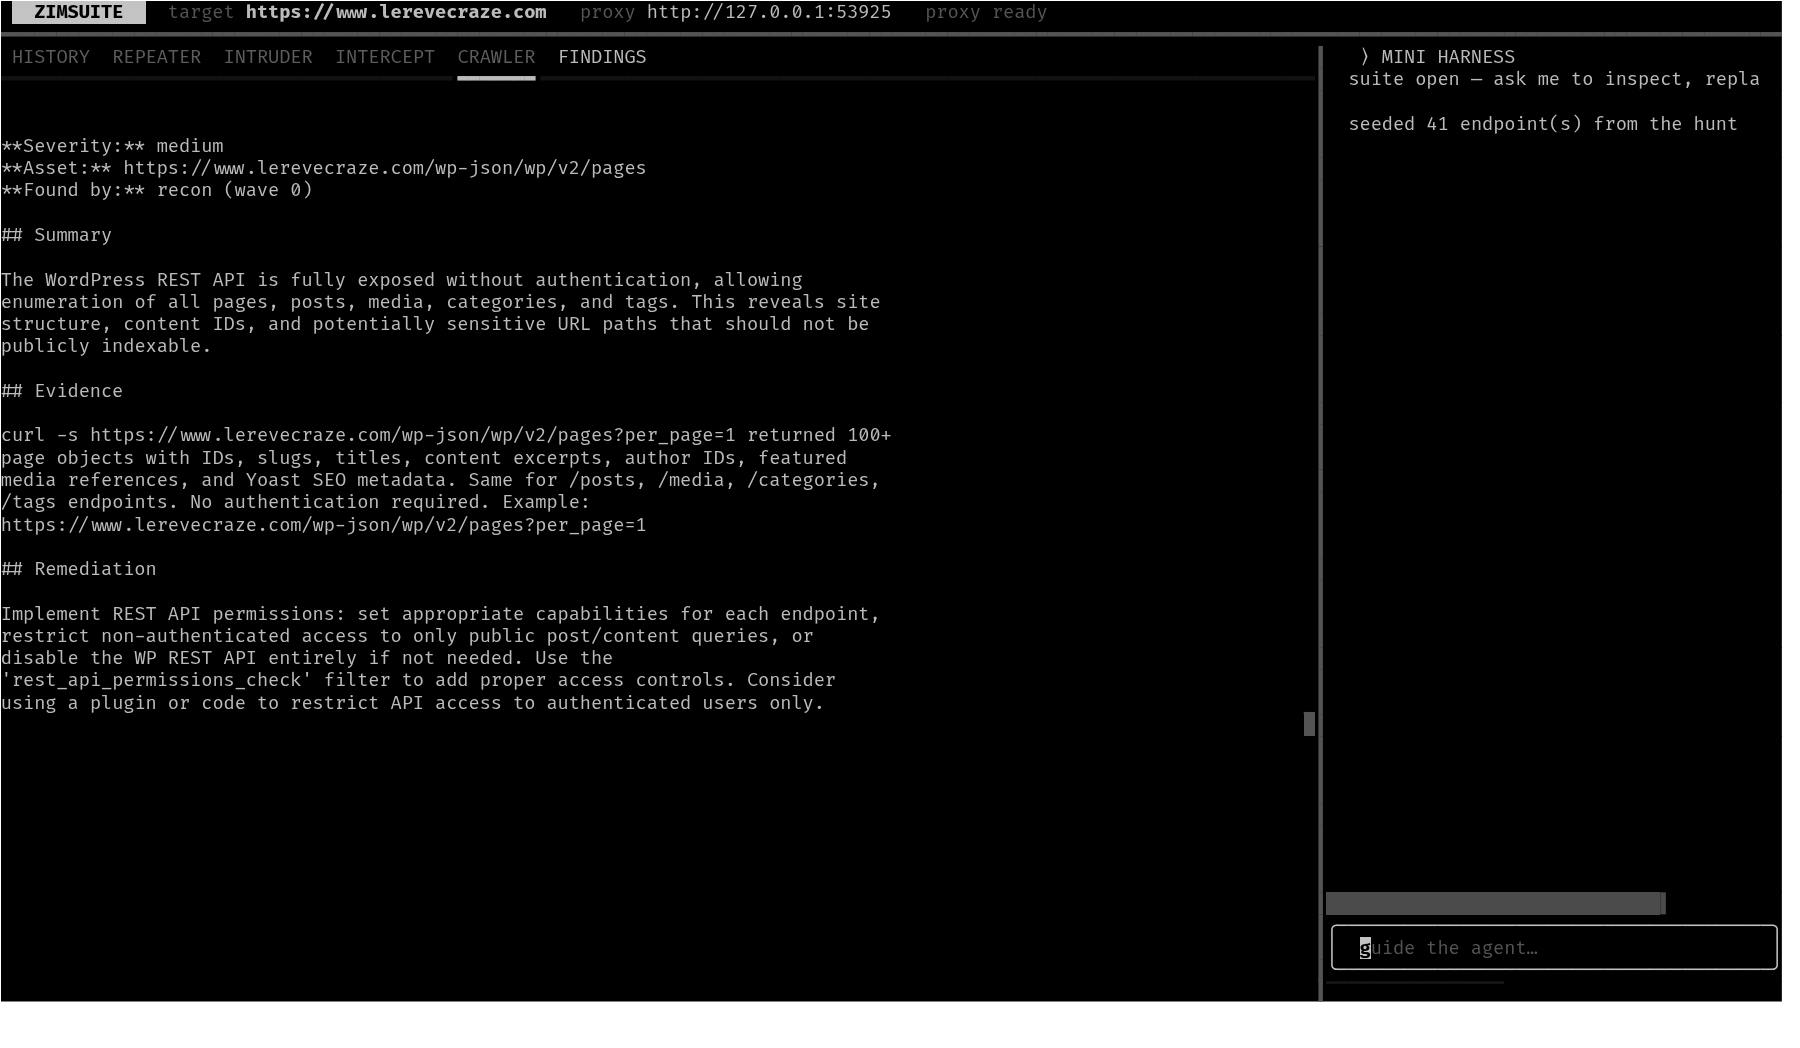 ZIMSUITE target https://www.lerevecraze.com proxy http://127.0.0.1:53925 proxy ready
HISTORY REPEATER INTRUDER INTERCEPT CRAWLER FINDINGS
**Severity:** medium
**Asset:** https://www.lerevecraze.com/wp-json/wp/v2/pages
**Found by:** recon (wave 0)
## Summary
The WordPress REST API is fully exposed without authentication, allowing
enumeration of all pages, posts, media, categories, and tags. This reveals site
structure, content IDs, and potentially sensitive URL paths that should not be
publicly indexable.
## Evidence
curl -s https://www.lerevecraze.com/wp-json/wp/v2/pages?per_page=1 returned 100+
page objects with IDs, slugs, titles, content excerpts, author IDs, featured
media references, and Yoast SEO metadata. Same for /posts, /media, /categories,
/tags endpoints. No authentication required. Example:
https://www.lerevecraze.com/wp-json/wp/v2/pages?per_page=1
## Remediation
Implement REST API permissions: set appropriate capabilities for each endpoint,
restrict non-authenticated access to only public post/content queries, or
disable the WP REST API entirely if not needed. Use the
'rest_api_permissions_check' filter to add proper access controls. Consider
using a plugin or code to restrict API access to authenticated users only.
⟩ MINI HARNESS
suite open — ask me to inspect, repla
seeded 41 endpoint(s) from the hunt
guide the agent…